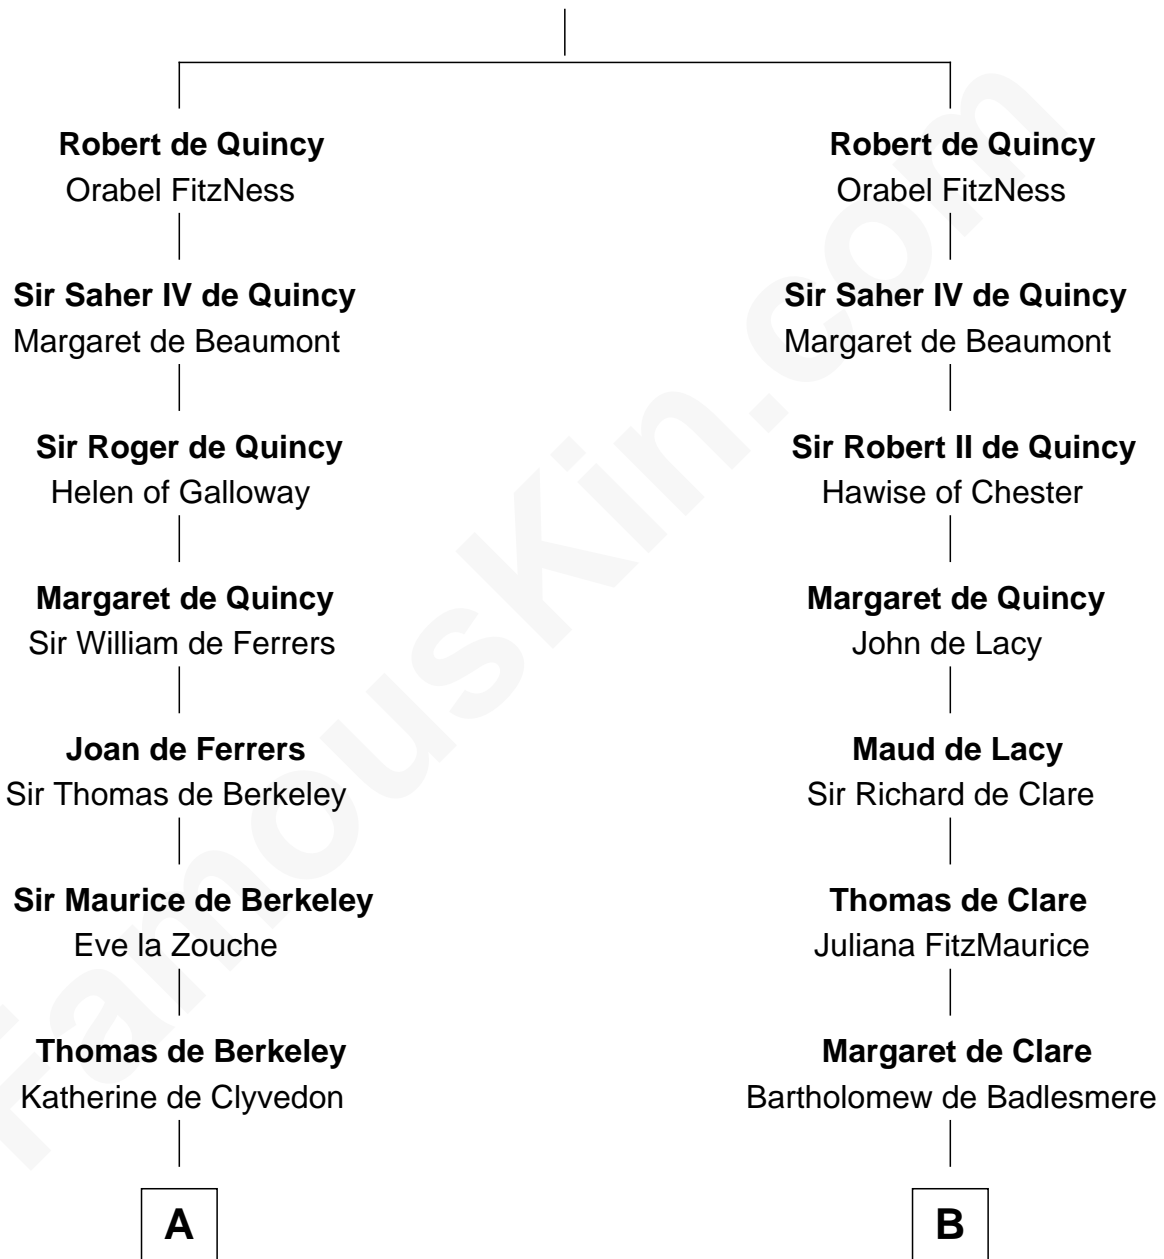 Robert de Quincy
Orabel FitzNess
Sir Saher IV de Quincy
Margaret de Beaumont
Sir Roger de Quincy
Helen of Galloway
Margaret de Quincy
Sir William de Ferrers
Joan de Ferrers
Sir Thomas de Berkeley
Sir Maurice de Berkeley
Eve la Zouche
Thomas de Berkeley
Katherine de Clyvedon
A
Robert de Quincy
Orabel FitzNess
Sir Saher IV de Quincy
Margaret de Beaumont
Sir Robert II de Quincy
Hawise of Chester
Margaret de Quincy
John de Lacy
Maud de Lacy
Sir Richard de Clare
Thomas de Clare
Juliana FitzMaurice
Margaret de Clare
Bartholomew de Badlesmere
B
FamousKin.com